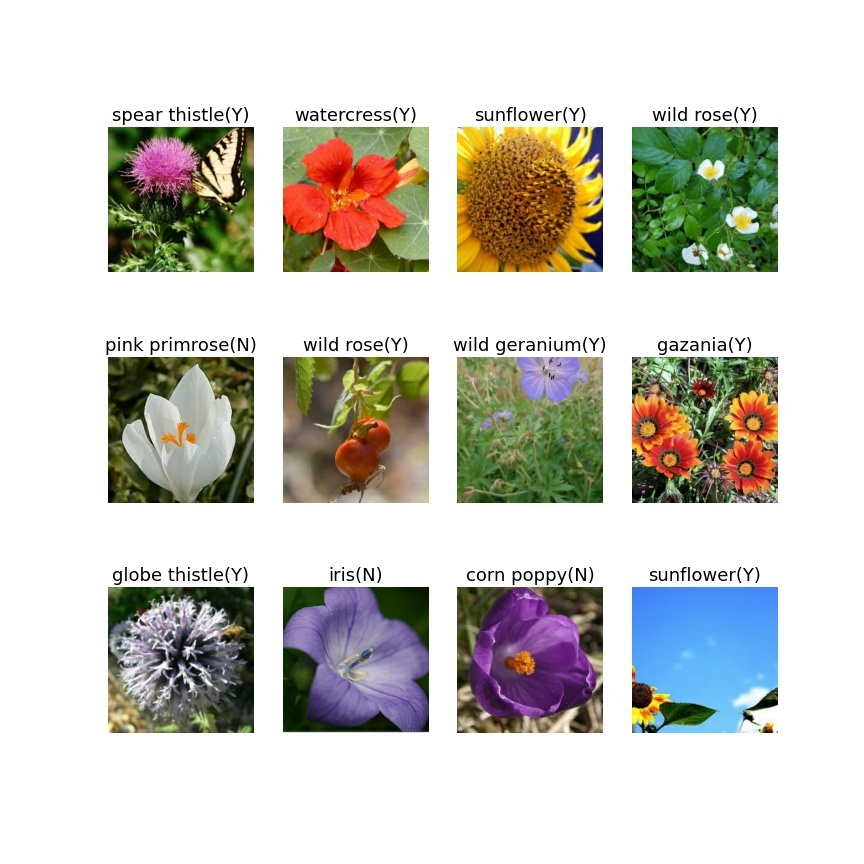 spear thistle(Y)
watercress(Y)
sunflower(Y)
wild rose(Y)
pink primrose(N)
wild rose(Y)
wild geranium(Y)
gazania(Y)
globe thistle(Y)
iris(N)
corn poppy(N)
sunflower(Y)